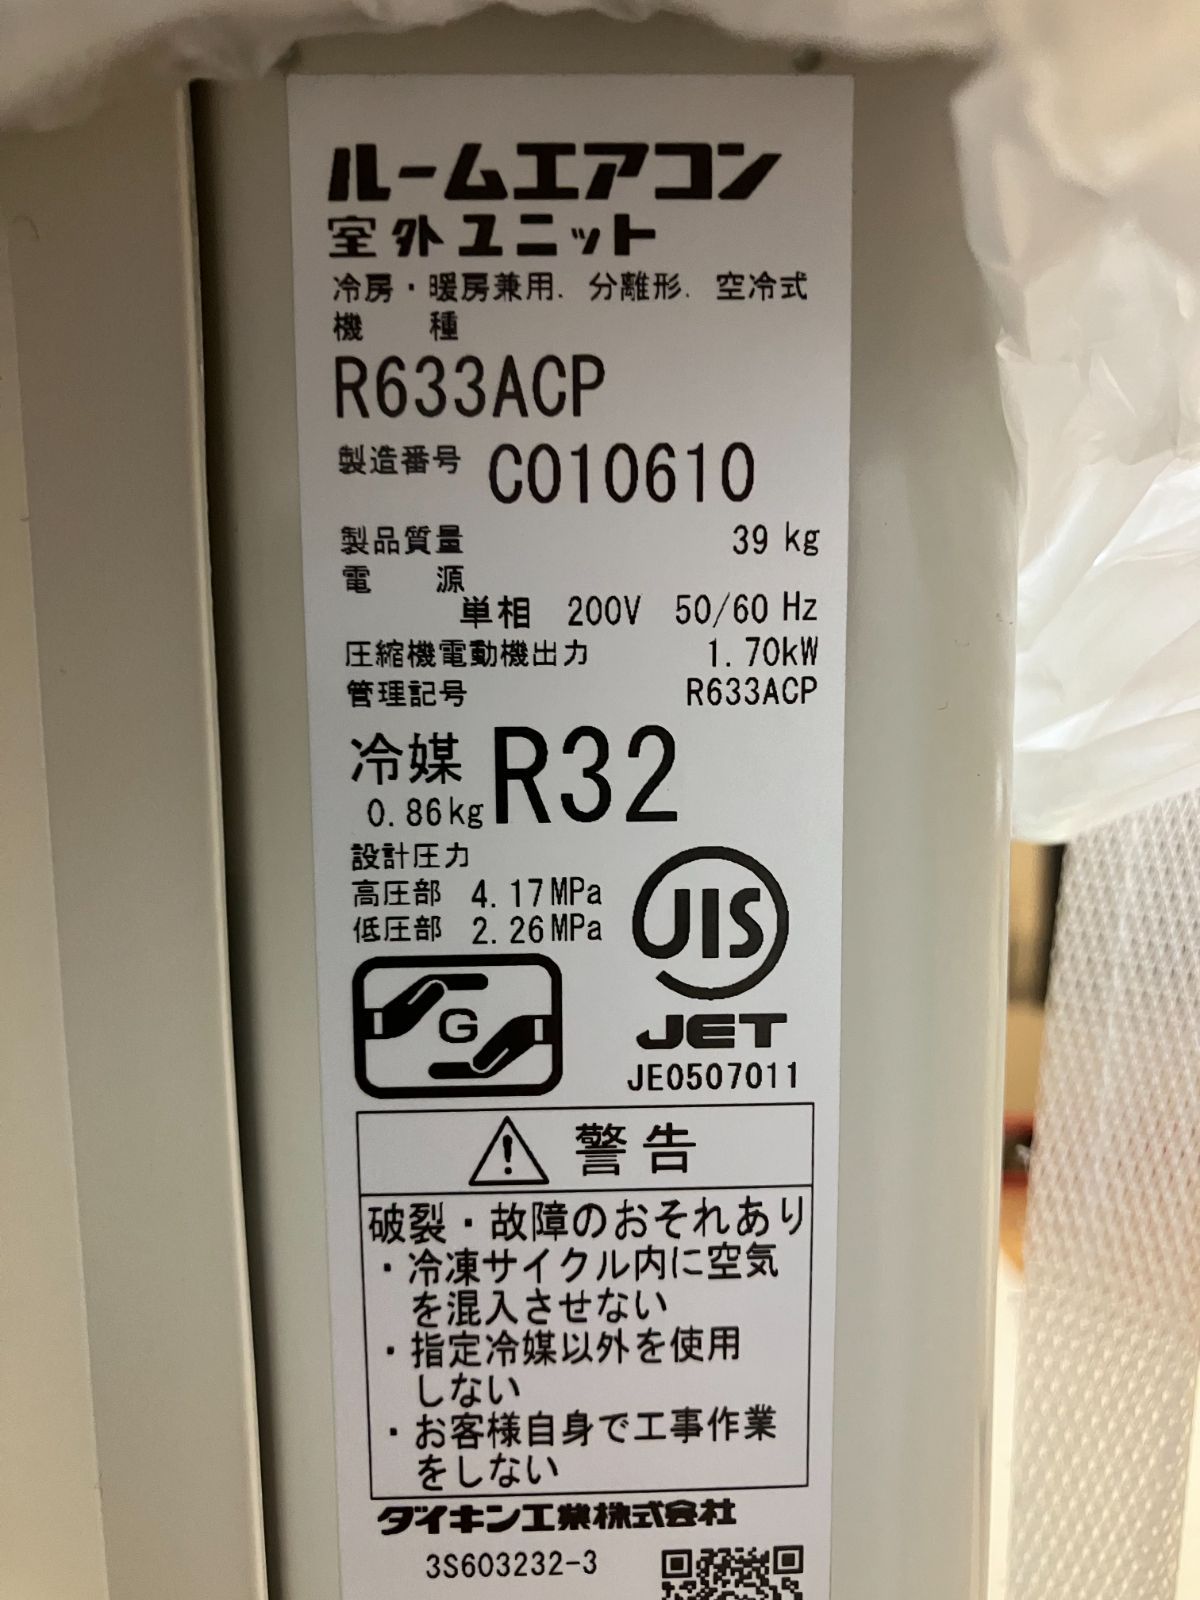 ルームエアコン
室外ユニット
冷房・暖房兼用. 分離形. 空冷式
機　種
R633ACP
製造番号 C010610
製品質量 39 kg
電　源
単相 200V 50/60 Hz
圧縮機電動機出力 1.70kW
管理記号 R633ACP
冷媒 R32
0.86kg
設計圧力
高圧部 4.17MPa
低圧部 2.26MPa
JIS
G
JET
JE0507011
警告
破裂・故障のおそれあり
・冷凍サイクル内に空気
を混入させない
・指定冷媒以外を使用
しない
・お客様自身で工事作業
をしない
ダイキン工業株式会社
3S603232-3